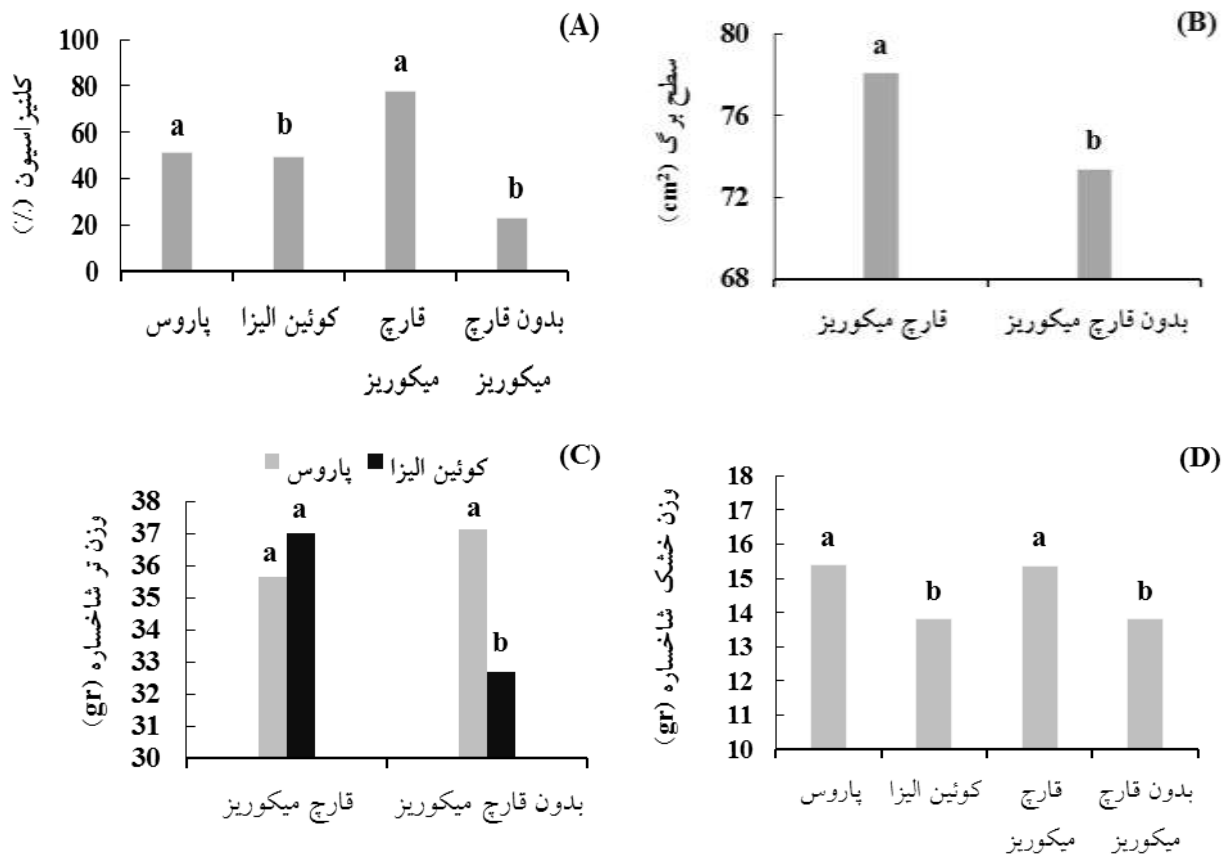 (A)
کلنیزاسیون (٪)
100
80
60
40
20
0
a
b
a
b
پاروس
کوئین الیزا
قارچ
میکوریز
بدون قارچ
میکوریز
(B)
سطح برگ (cm²)
80
76
72
68
a
b
قارچ میکوریز
بدون قارچ میکوریز
(C)
پاروس
کوئین الیزا
وزن تر شاخساره (gr)
38
37
36
35
34
33
32
31
30
a
a
a
b
قارچ میکوریز
بدون قارچ میکوریز
(D)
وزن خشک شاخساره (gr)
18
17
16
15
14
13
12
11
10
a
b
a
b
پاروس
کوئین الیزا
قارچ
میکوریز
بدون قارچ
میکوریز